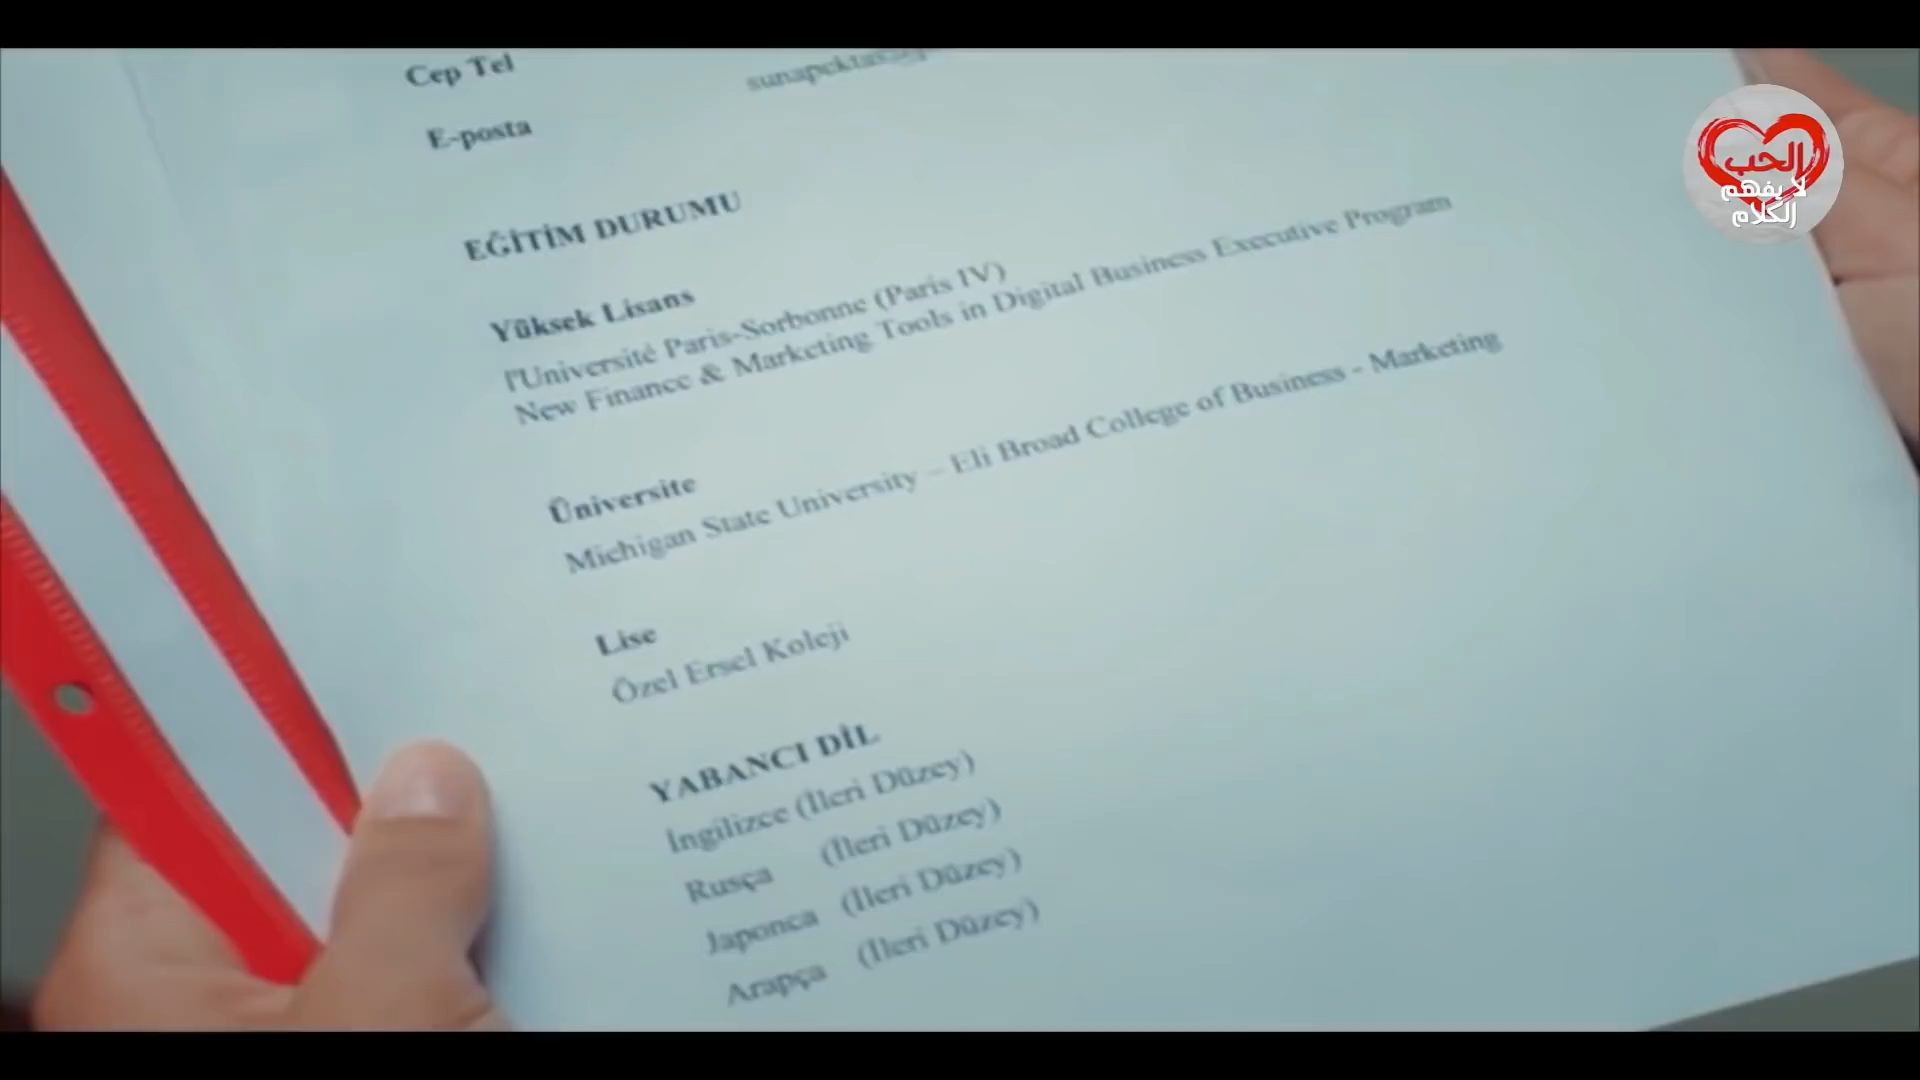 Cep Tel
E-posta
EĞİTİM DURUMU
Yüksek Lisans
l'Université Paris-Sorbonne (Paris IV)
New Finance & Marketing Tools in Digital Business Executive Program
Üniversite
Michigan State University – Eli Broad College of Business - Marketing
Lise
Özel Ersel Koleji
YABANCI DİL
İngilizce (İleri Düzey)
Rusça (İleri Düzey)
Japonca (İleri Düzey)
Arapça (İleri Düzey)
الحب
لا يفهم
الكلام